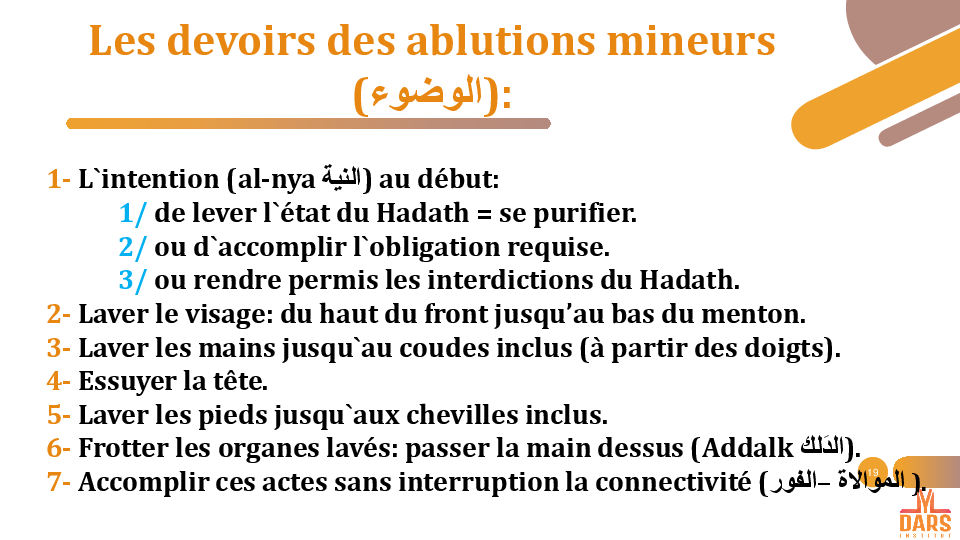 Les devoirs des ablutions mineurs
(الوضوء):
1- L`intention (al-nya النية) au début:
1/ de lever l`état du Hadath = se purifier.
2/ ou d`accomplir l`obligation requise.
3/ ou rendre permis les interdictions du Hadath.
2- Laver le visage: du haut du front jusqu’au bas du menton.
3- Laver les mains jusqu`au coudes inclus (à partir des doigts).
4- Essuyer la tête.
5- Laver les pieds jusqu`aux chevilles inclus.
6- Frotter les organes lavés: passer la main dessus (Addalk الدَلك).
19
7- Accomplir ces actes sans interruption la connectivité (الموالاة –الفور ).
MY
DARS
INSTITUT